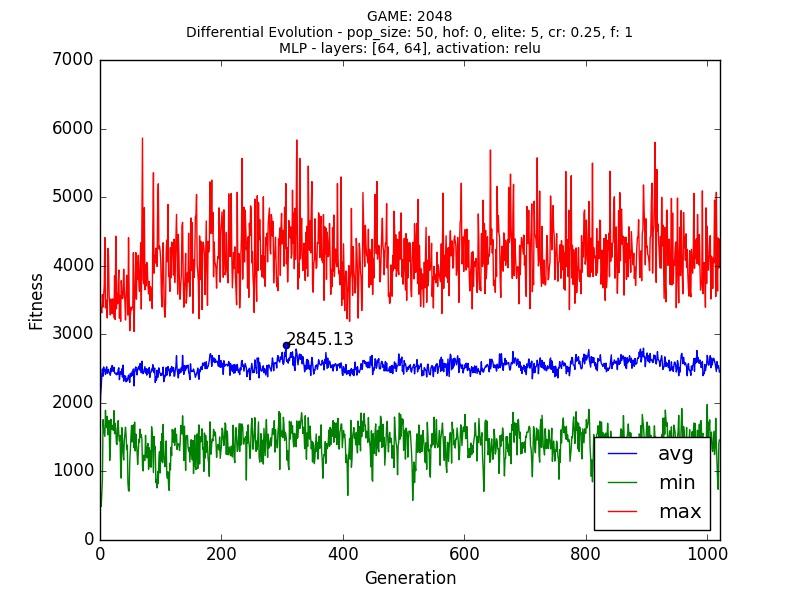 GAME: 2048
Differential Evolution - pop_size: 50, hof: 0, elite: 5, cr: 0.25, f: 1
MLP - layers: [64, 64], activation: relu
7000
6000
5000
4000
3000
2000
1000
0
Fitness
2845.13
avg
min
max
0 200 400 600 800 1000
Generation